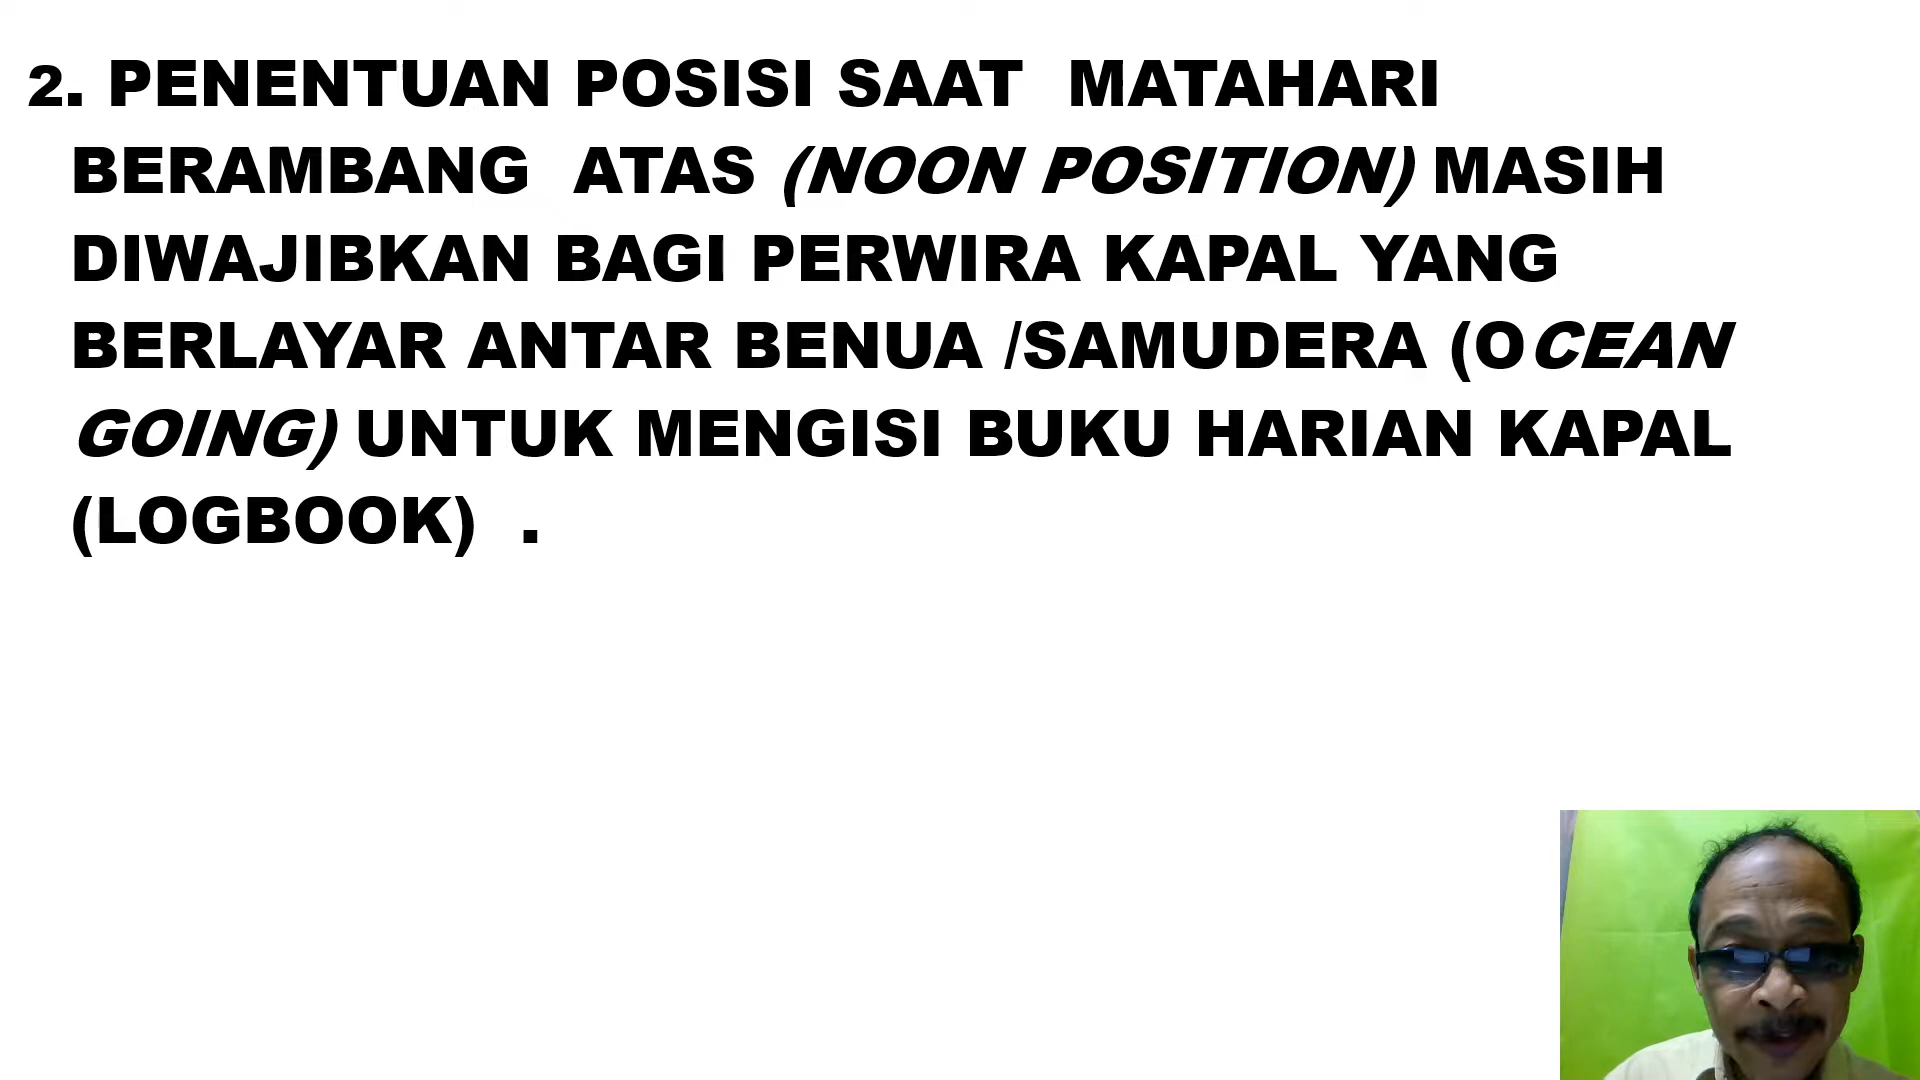 2. PENENTUAN POSISI SAAT MATAHARI
BERAMBANG ATAS (NOON POSITION) MASIH
DIWAJIBKAN BAGI PERWIRA KAPAL YANG
BERLAYAR ANTAR BENUA /SAMUDERA (OCEAN
GOING) UNTUK MENGISI BUKU HARIAN KAPAL
(LOGBOOK) .